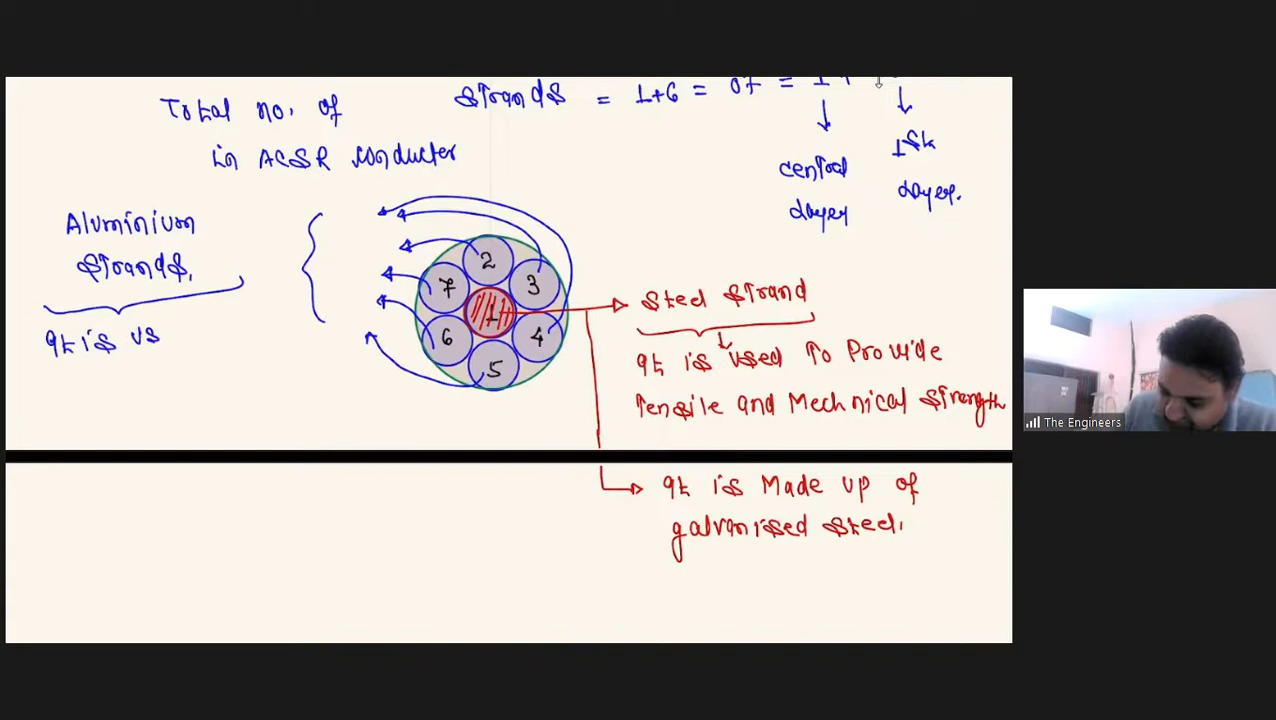 Total no. of strands = 1+6 = 07 = 1 +
in ACSR conductor
central layer
1st layer.
Aluminium
strands.
It is us
2
7
3
1
6
4
5
steel strand
It is used To Provide
Tensile and Mechnical strength
It is Made up of
galvanised steel.
The Engineers